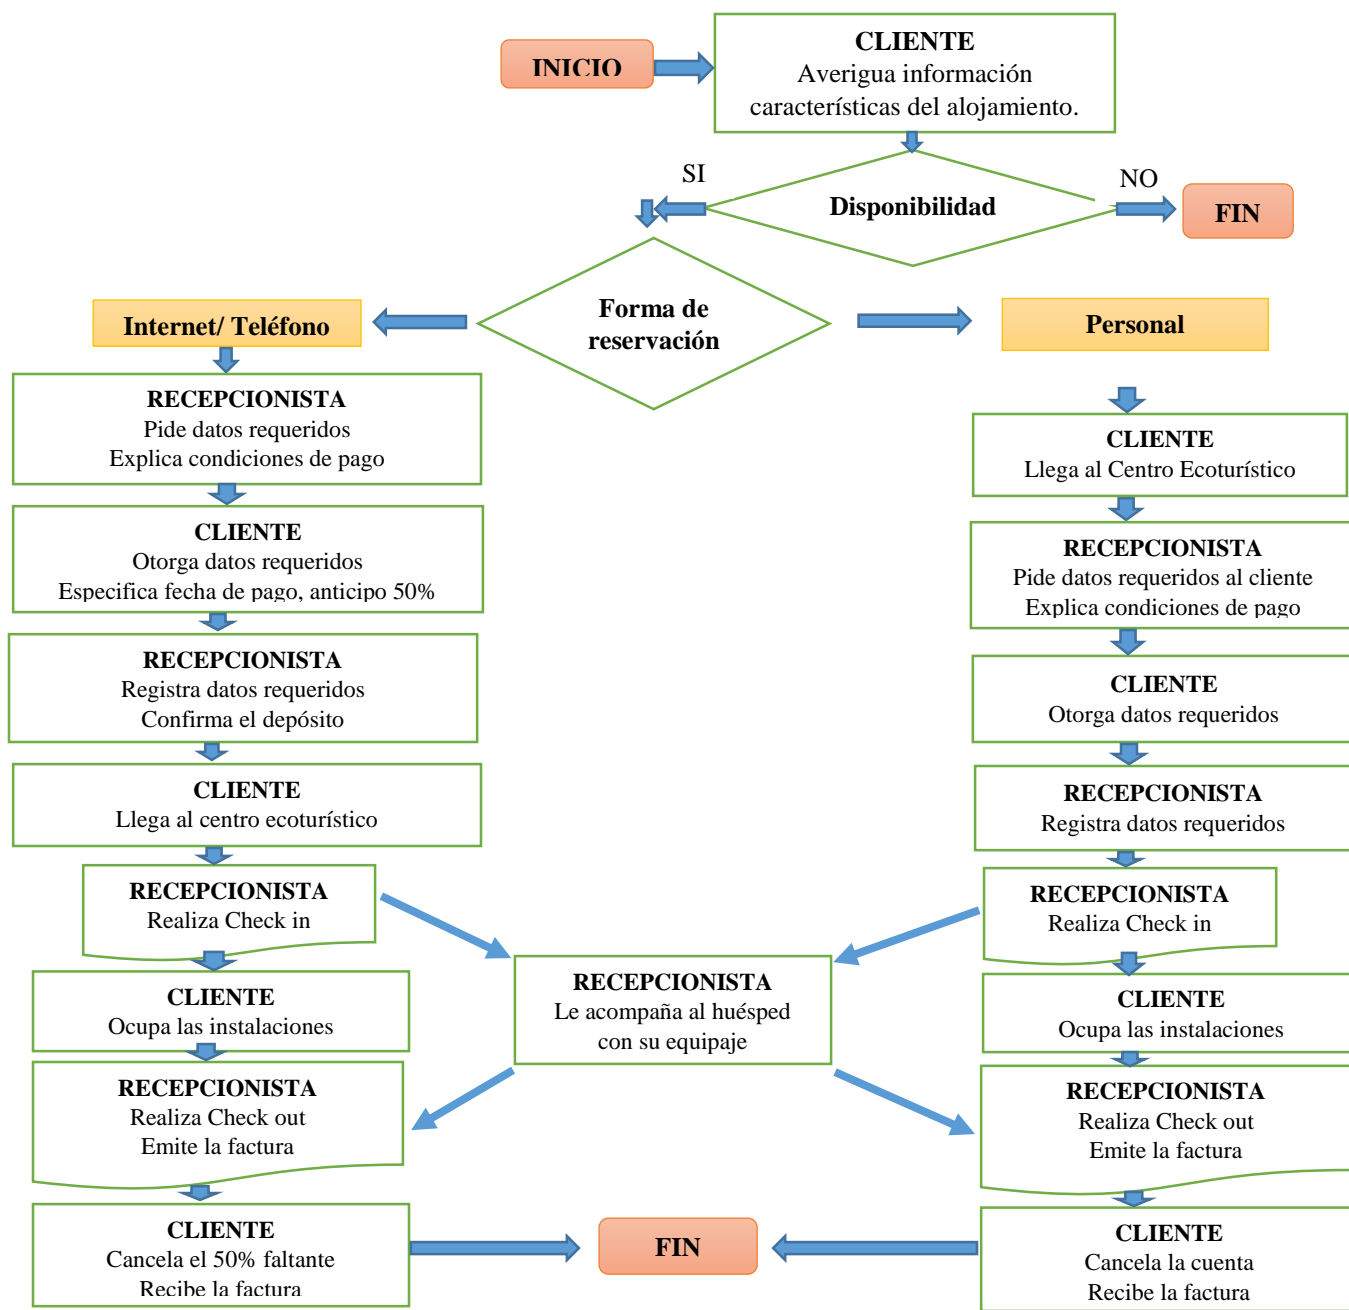 INICIO
CLIENTE
Averigua información
características del alojamiento.
SI
NO
Disponibilidad
FIN
Forma de
reservación
Internet/ Teléfono
Personal
RECEPCIONISTA
Pide datos requeridos
Explica condiciones de pago
CLIENTE
Otorga datos requeridos
Especifica fecha de pago, anticipo 50%
RECEPCIONISTA
Registra datos requeridos
Confirma el depósito
CLIENTE
Llega al centro ecoturístico
RECEPCIONISTA
Realiza Check in
CLIENTE
Ocupa las instalaciones
RECEPCIONISTA
Realiza Check out
Emite la factura
CLIENTE
Cancela el 50% faltante
Recibe la factura
RECEPCIONISTA
Le acompaña al huésped
con su equipaje
FIN
CLIENTE
Llega al Centro Ecoturístico
RECEPCIONISTA
Pide datos requeridos al cliente
Explica condiciones de pago
CLIENTE
Otorga datos requeridos
RECEPCIONISTA
Registra datos requeridos
RECEPCIONISTA
Realiza Check in
CLIENTE
Ocupa las instalaciones
RECEPCIONISTA
Realiza Check out
Emite la factura
CLIENTE
Cancela la cuenta
Recibe la factura